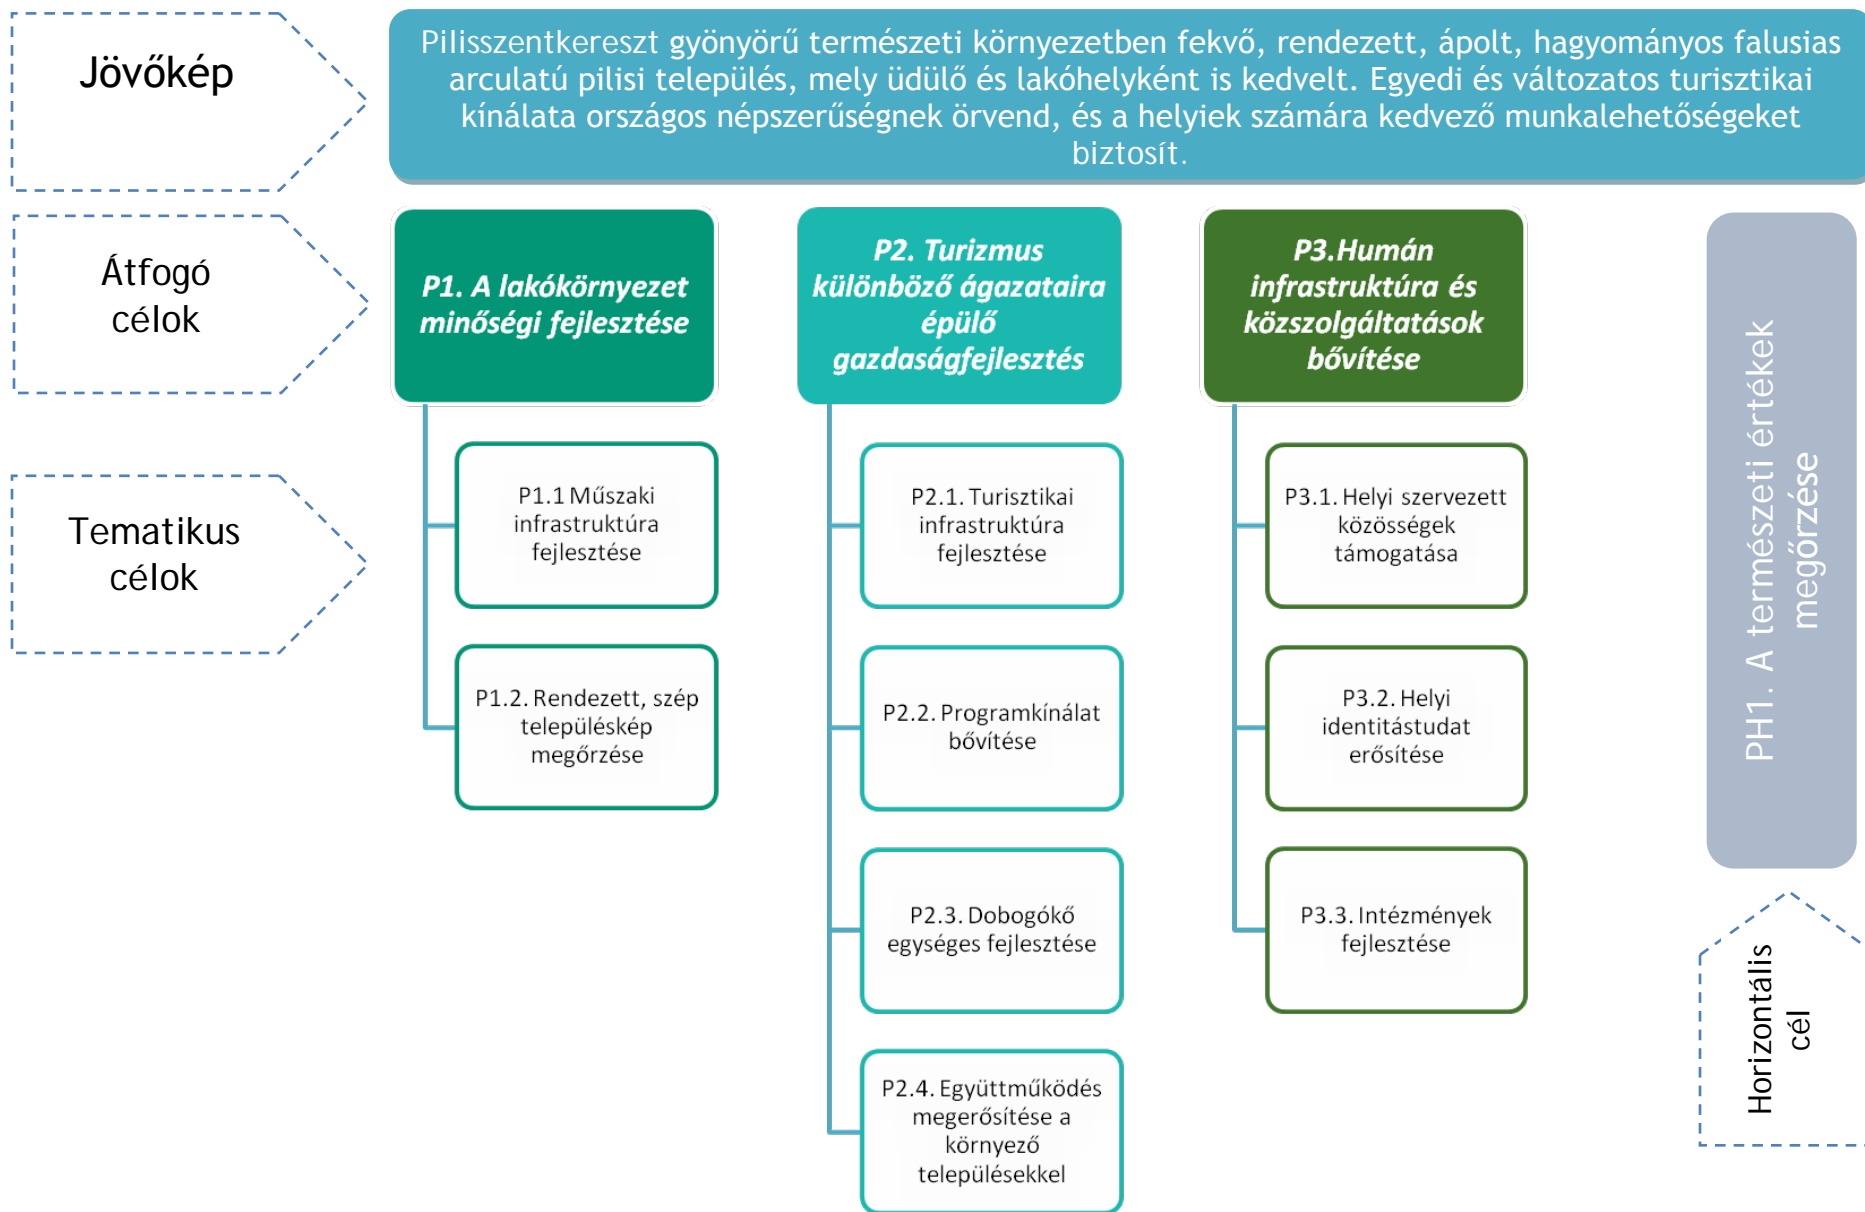 Jövőkép
Pilisszentkereszt gyönyörű természeti környezetben fekvő, rendezett, ápolt, hagyományos falusias
arculatú pilisi település, mely üdülő és lakóhelyként is kedvelt. Egyedi és változatos turisztikai
kínálata országos népszerűségnek örvend, és a helyiek számára kedvező munkalehetőségeket
biztosít.
Átfogó
célok
P1. A lakókörnyezet
minőségi fejlesztése
P2. Turizmus
különböző ágazataira
épülő
gazdaságfejlesztés
P3.Humán
infrastruktúra és
közszolgáltatások
bővítése
Tematikus
célok
P1.1 Műszaki
infrastruktúra
fejlesztése
P1.2. Rendezett, szép
településkép
megőrzése
P2.1. Turisztikai
infrastruktúra
fejlesztése
P2.2. Programkínálat
bővítése
P2.3. Dobogókő
egységes fejlesztése
P2.4. Együttműködés
megerősítése a
környező
településekkel
P3.1. Helyi szervezett
közösségek
támogatása
P3.2. Helyi
identitástudat
erősítése
P3.3. Intézmények
fejlesztése
PH1. A természeti értékek
megőrzése
Horizontális
cél